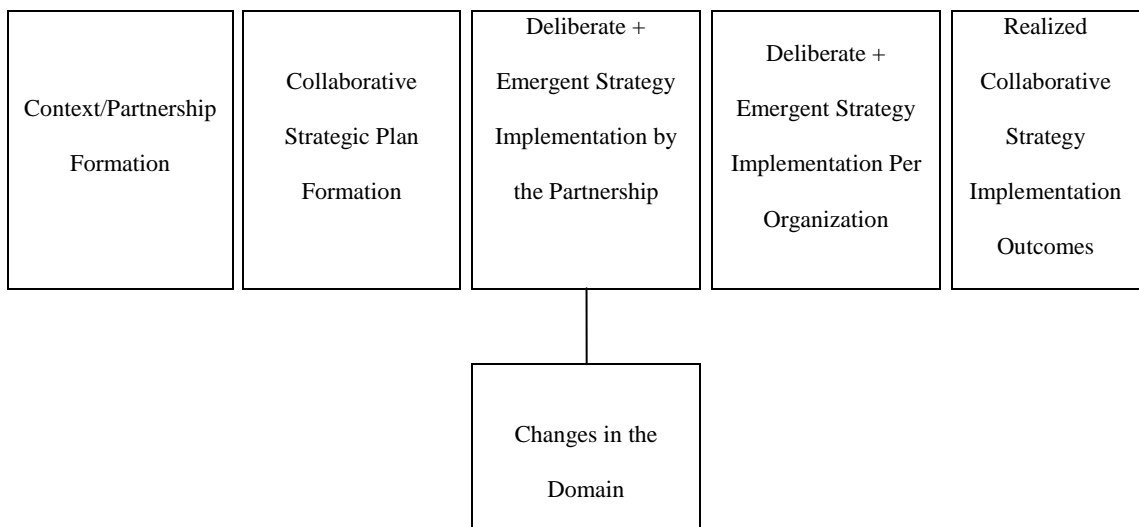 Context/Partnership
Formation
Collaborative
Strategic Plan
Formation
Deliberate +
Emergent Strategy
Implementation by
the Partnership
Deliberate +
Emergent Strategy
Implementation Per
Organization
Realized
Collaborative
Strategy
Implementation
Outcomes
Changes in the
Domain